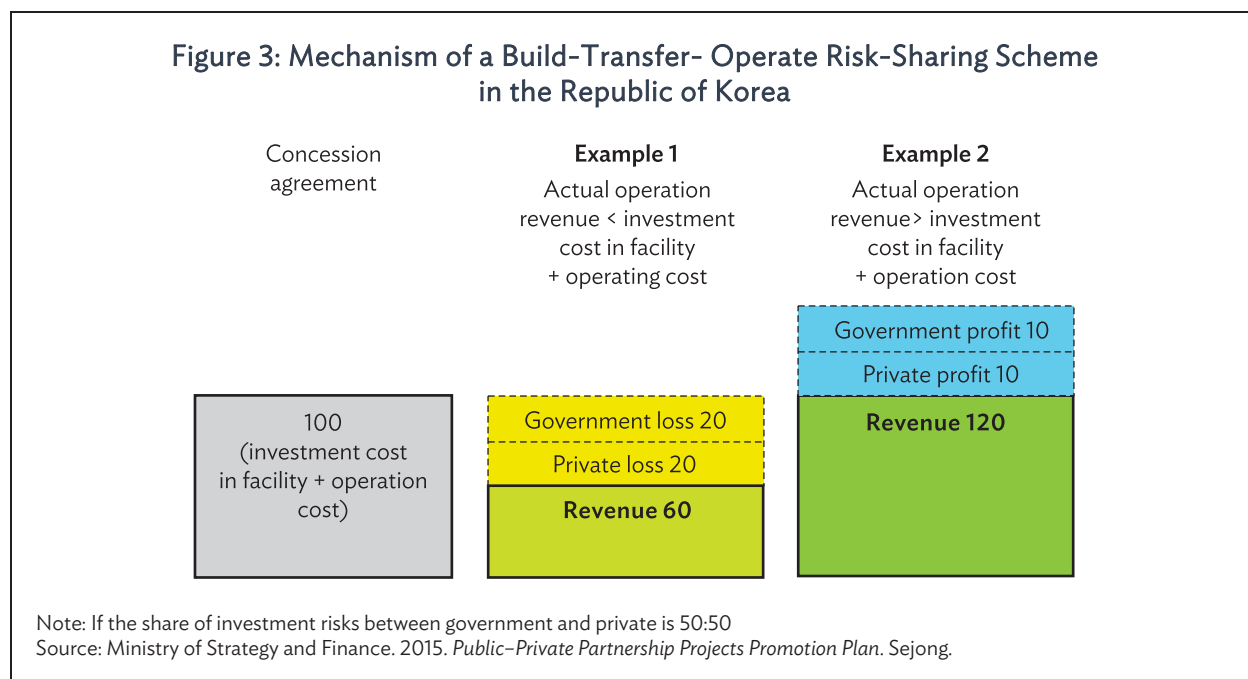 Figure 3: Mechanism of a Build-Transfer- Operate Risk-Sharing Scheme
in the Republic of Korea
Concession
agreement
Example 1
Actual operation
revenue < investment
cost in facility
+ operating cost
Example 2
Actual operation
revenue> investment
cost in facility
+ operation cost
100
(investment cost
in facility + operation
cost)
Government loss 20
Private loss 20
Revenue 60
Government profit 10
Private profit 10
Revenue 120
Note: If the share of investment risks between government and private is 50:50
Source: Ministry of Strategy and Finance. 2015. Public–Private Partnership Projects Promotion Plan. Sejong.